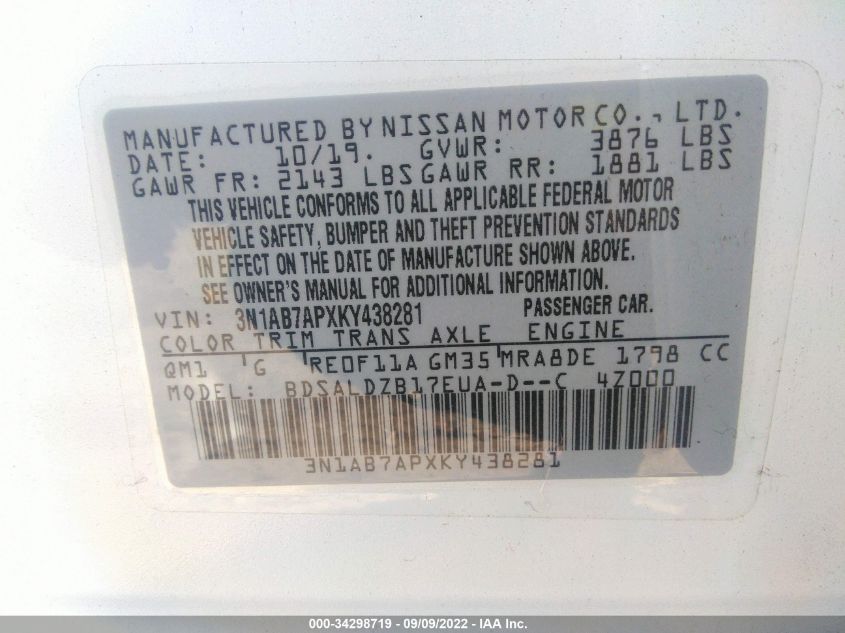 MANUFACTURED BY NISSAN MOTOR CO., LTD.
DATE: 10/19. GVWR: 3876 LBS
GAWR FR: 2143 LBS GAWR RR: 1881 LBS
THIS VEHICLE CONFORMS TO ALL APPLICABLE FEDERAL MOTOR
VEHICLE SAFETY, BUMPER AND THEFT PREVENTION STANDARDS
IN EFFECT ON THE DATE OF MANUFACTURE SHOWN ABOVE.
SEE OWNER'S MANUAL FOR ADDITIONAL INFORMATION.
VIN: 3N1AB7APXKY438281 PASSENGER CAR.
COLOR TRIM TRANS AXLE ENGINE
QM1 G RE0F11A GM35 MRA8DE 1798 CC
MODEL: BDSALDZB17EUA-D--C 4Z000
3N1AB7APXKY438281
000-34298719 - 09/09/2022 - IAA Inc.